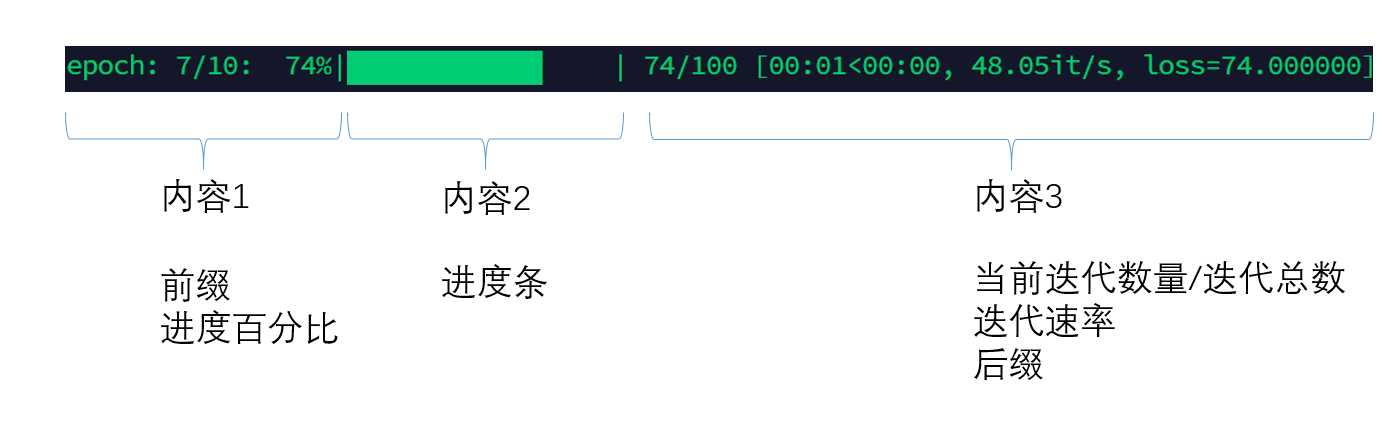 epoch: 7/10:  74%|          | 74/100 [00:01<00:00, 48.05it/s, loss=74.000000]
内容1
内容2
内容3
前缀
进度百分比
进度条
当前迭代数量/迭代总数
迭代速率
后缀